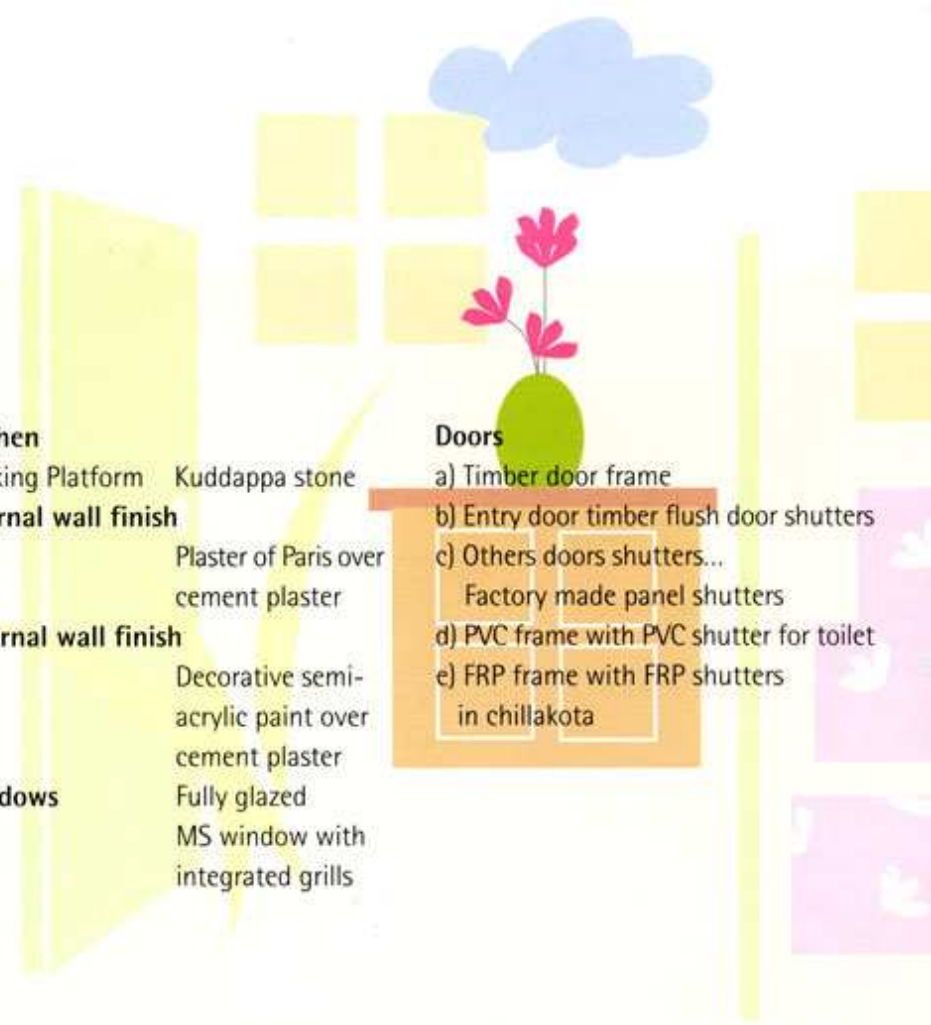 hen
king Platform Kuddappa stone
rnal wall finish
Plaster of Paris over
cement plaster
rnal wall finish
Decorative semi-
acrylic paint over
cement plaster
dows Fully glazed
MS window with
integrated grills
Doors
a) Timber door frame
b) Entry door timber flush door shutters
c) Others doors shutters...
Factory made panel shutters
d) PVC frame with PVC shutter for toilet
e) FRP frame with FRP shutters
in chillakota